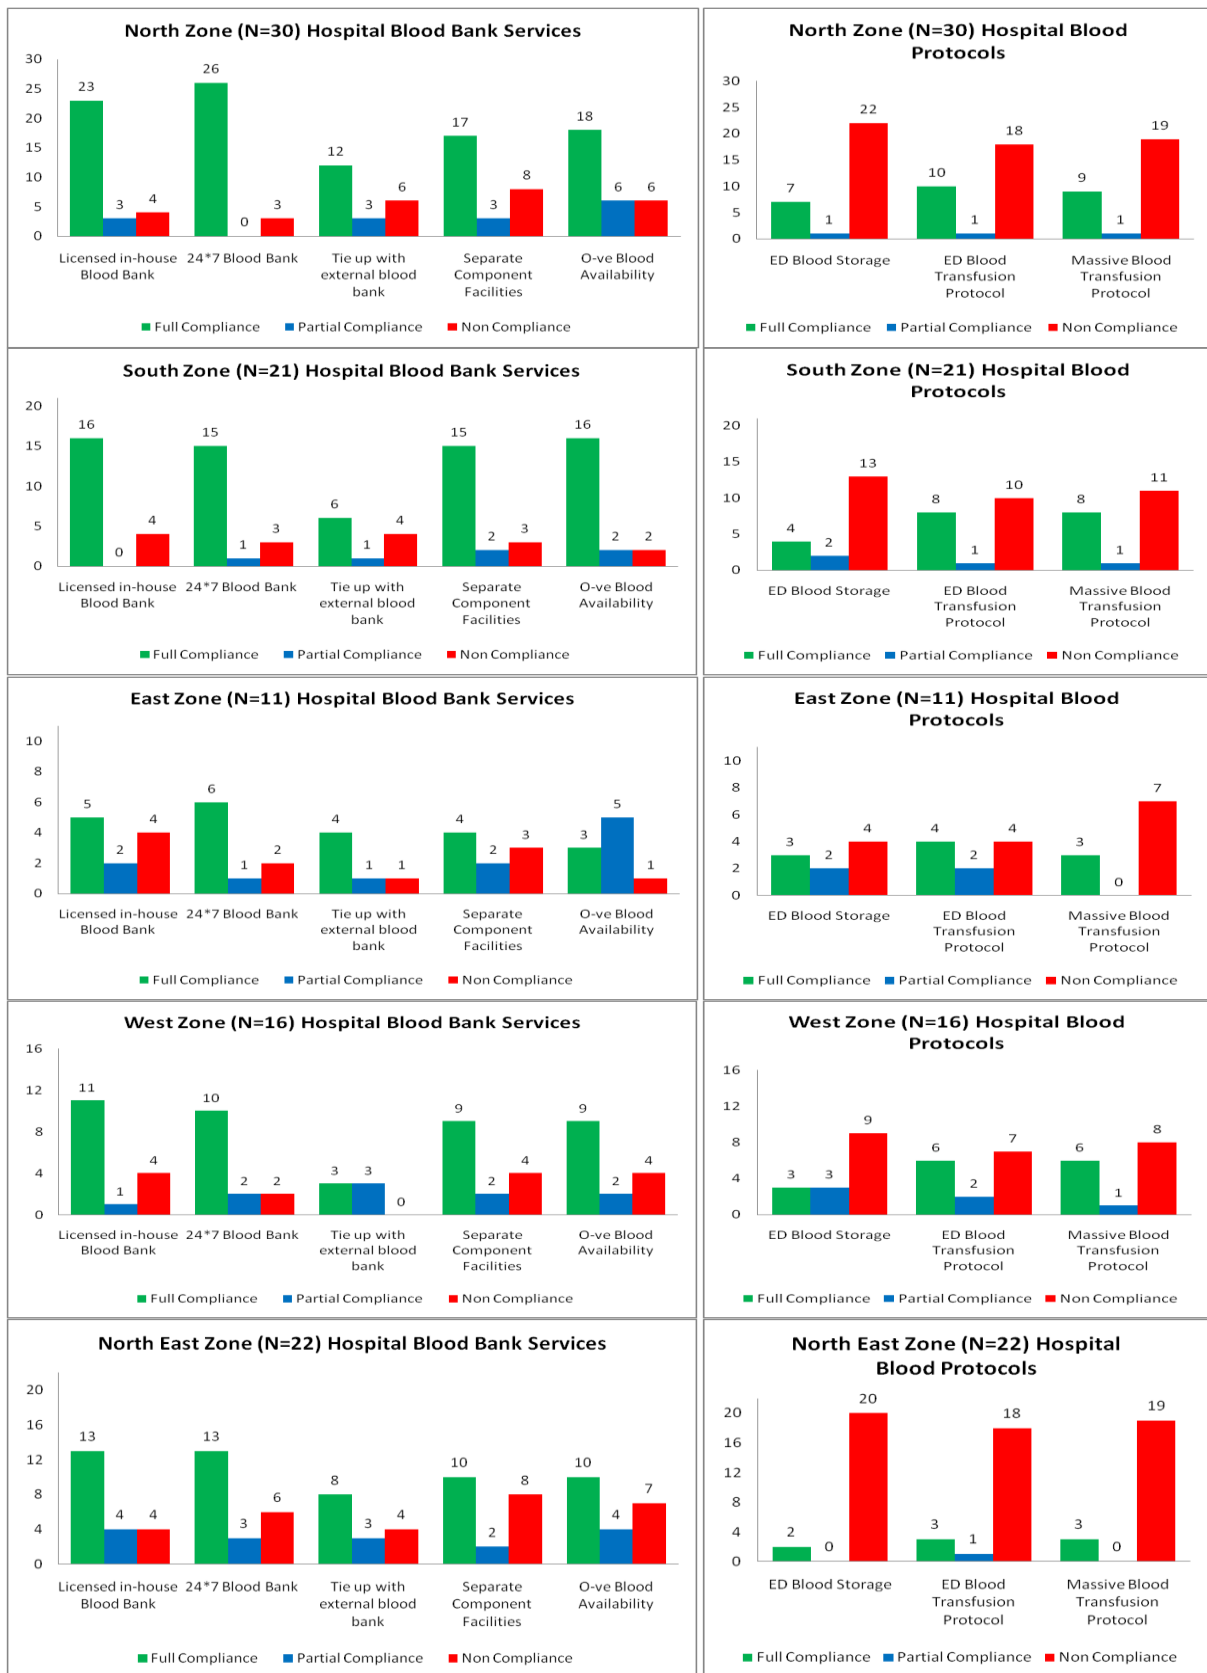 North Zone (N=30) Hospital Blood Bank Services
30
25
20
15
10
5
0
23
3
4
26
0
3
12
3
6
17
3
8
18
6
6
Licensed in-house
Blood Bank
24*7 Blood Bank
Tie up with
external blood
bank
Separate
Component
Facilities
O-ve Blood
Availability
Full Compliance Partial Compliance Non Compliance
North Zone (N=30) Hospital Blood
Protocols
30
25
20
15
10
5
0
7
1
22
10
1
18
9
1
19
ED Blood Storage
ED Blood
Transfusion
Protocol
Massive Blood
Transfusion
Protocol
Full Compliance Partial Compliance Non Compliance
South Zone (N=21) Hospital Blood Bank Services
20
15
10
5
0
16
0
4
15
1
3
6
1
4
15
2
3
16
2
2
Licensed in-house
Blood Bank
24*7 Blood Bank
Tie up with
external blood
bank
Separate
Component
Facilities
O-ve Blood
Availability
Full Compliance Partial Compliance Non Compliance
South Zone (N=21) Hospital Blood
Protocols
20
15
10
5
0
4
2
13
8
1
10
8
1
11
ED Blood Storage
ED Blood
Transfusion
Protocol
Massive Blood
Transfusion
Protocol
Full Compliance Partial Compliance Non Compliance
East Zone (N=11) Hospital Blood Bank Services
10
8
6
4
2
0
5
2
4
6
1
2
4
1
1
4
2
3
3
5
1
Licensed in-house
Blood Bank
24*7 Blood Bank
Tie up with
external blood
bank
Separate
Component
Facilities
O-ve Blood
Availability
Full Compliance Partial Compliance Non Compliance
East Zone (N=11) Hospital Blood
Protocols
10
8
6
4
2
0
3
2
4
4
2
4
3
0
7
ED Blood Storage
ED Blood
Transfusion
Protocol
Massive Blood
Transfusion
Protocol
Full Compliance Partial Compliance Non Compliance
West Zone (N=16) Hospital Blood Bank Services
16
12
8
4
0
11
1
4
10
2
2
3
3
0
9
2
4
9
2
4
Licensed in-house
Blood Bank
24*7 Blood Bank
Tie up with
external blood
bank
Separate
Component
Facilities
O-ve Blood
Availability
Full Compliance Partial Compliance Non Compliance
West Zone (N=16) Hospital Blood
Protocols
16
12
8
4
0
3
3
9
6
2
7
6
1
8
ED Blood Storage
ED Blood
Transfusion
Protocol
Massive Blood
Transfusion
Protocol
Full Compliance Partial Compliance Non Compliance
North East Zone (N=22) Hospital Blood Bank Services
20
16
12
8
4
0
13
4
4
13
3
6
8
3
4
10
2
8
10
4
7
Licensed in-house
Blood Bank
24*7 Blood Bank
Tie up with
external blood
bank
Separate
Component
Facilities
O-ve Blood
Availability
Full Compliance Partial Compliance Non Compliance
North East Zone (N=22) Hospital
Blood Protocols
20
16
12
8
4
0
2
0
20
3
1
18
3
0
19
ED Blood Storage
ED Blood
Transfusion
Protocol
Massive Blood
Transfusion
Protocol
Full Compliance Partial Compliance Non Compliance